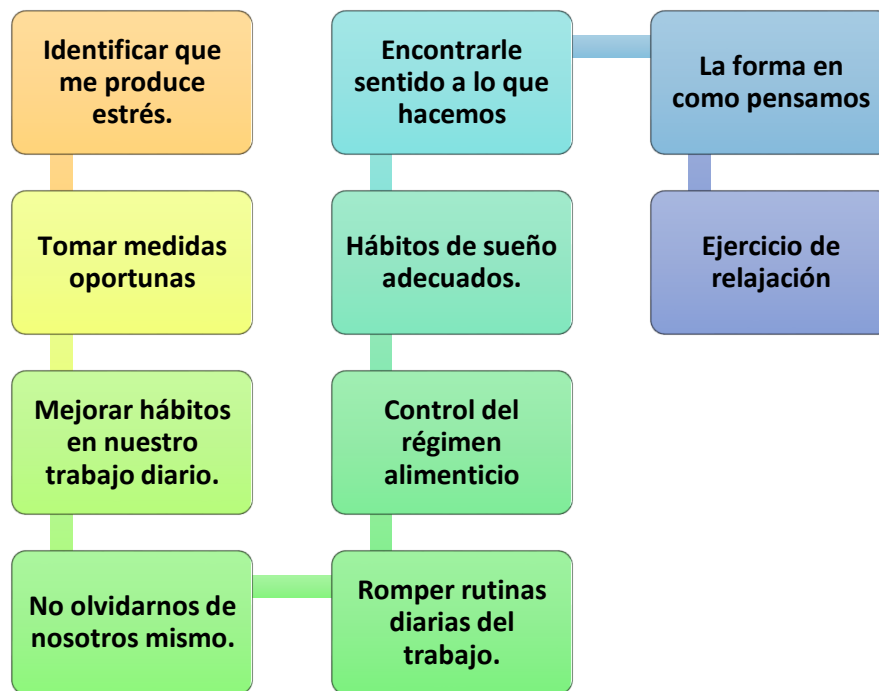 Identificar que
me produce
estrés.
Tomar medidas
oportunas
Mejorar hábitos
en nuestro
trabajo diario.
No olvidarnos de
nosotros mismo.
Romper rutinas
diarias del
trabajo.
Control del
régimen
alimenticio
Hábitos de sueño
adecuados.
Encontrarle
sentido a lo que
hacemos
La forma en
como pensamos
Ejercicio de
relajación